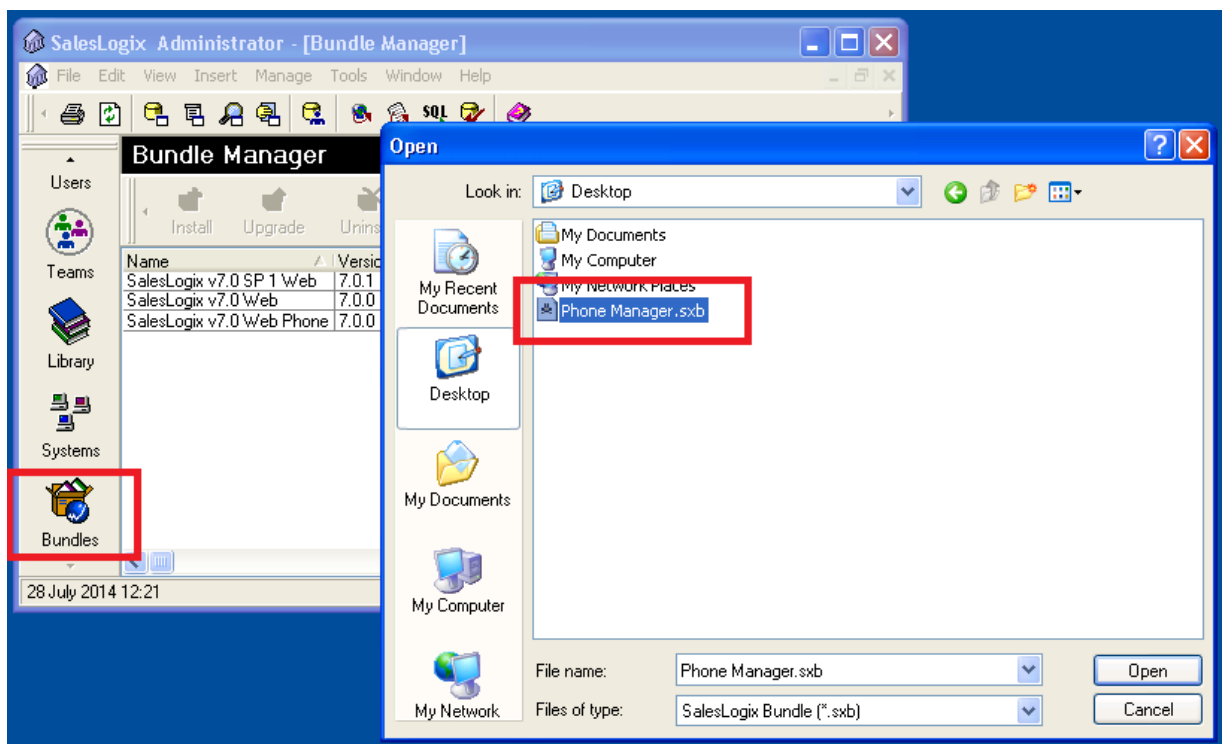 SalesLogix Administrator - [Bundle Manager]
File Edit View Insert Manage Tools Window Help
SQL
Bundle Manager
Users
Install Upgrade Unins
Teams
Name Versic
SalesLogix v7.0 SP 1 Web 7.0.1
SalesLogix v7.0 Web 7.0.0
SalesLogix v7.0 Web Phone 7.0.0
Library
Systems
Bundles
28 July 2014 12:21
Open
Look in: Desktop
My Documents
My Computer
My Network Places
Phone Manager.sxb
My Recent
Documents
Desktop
My Documents
My Computer
My Network
File name: Phone Manager.sxb Open
Files of type: SalesLogix Bundle (*.sxb) Cancel